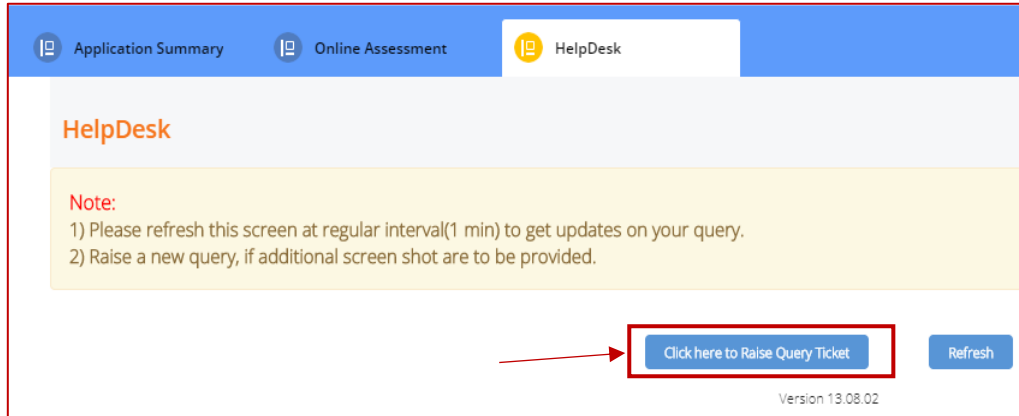 Application Summary
Online Assessment
HelpDesk
HelpDesk
Note:
1) Please refresh this screen at regular interval(1 min) to get updates on your query.
2) Raise a new query, if additional screen shot are to be provided.
Click here to Raise Query Ticket
Refresh
Version 13.08.02